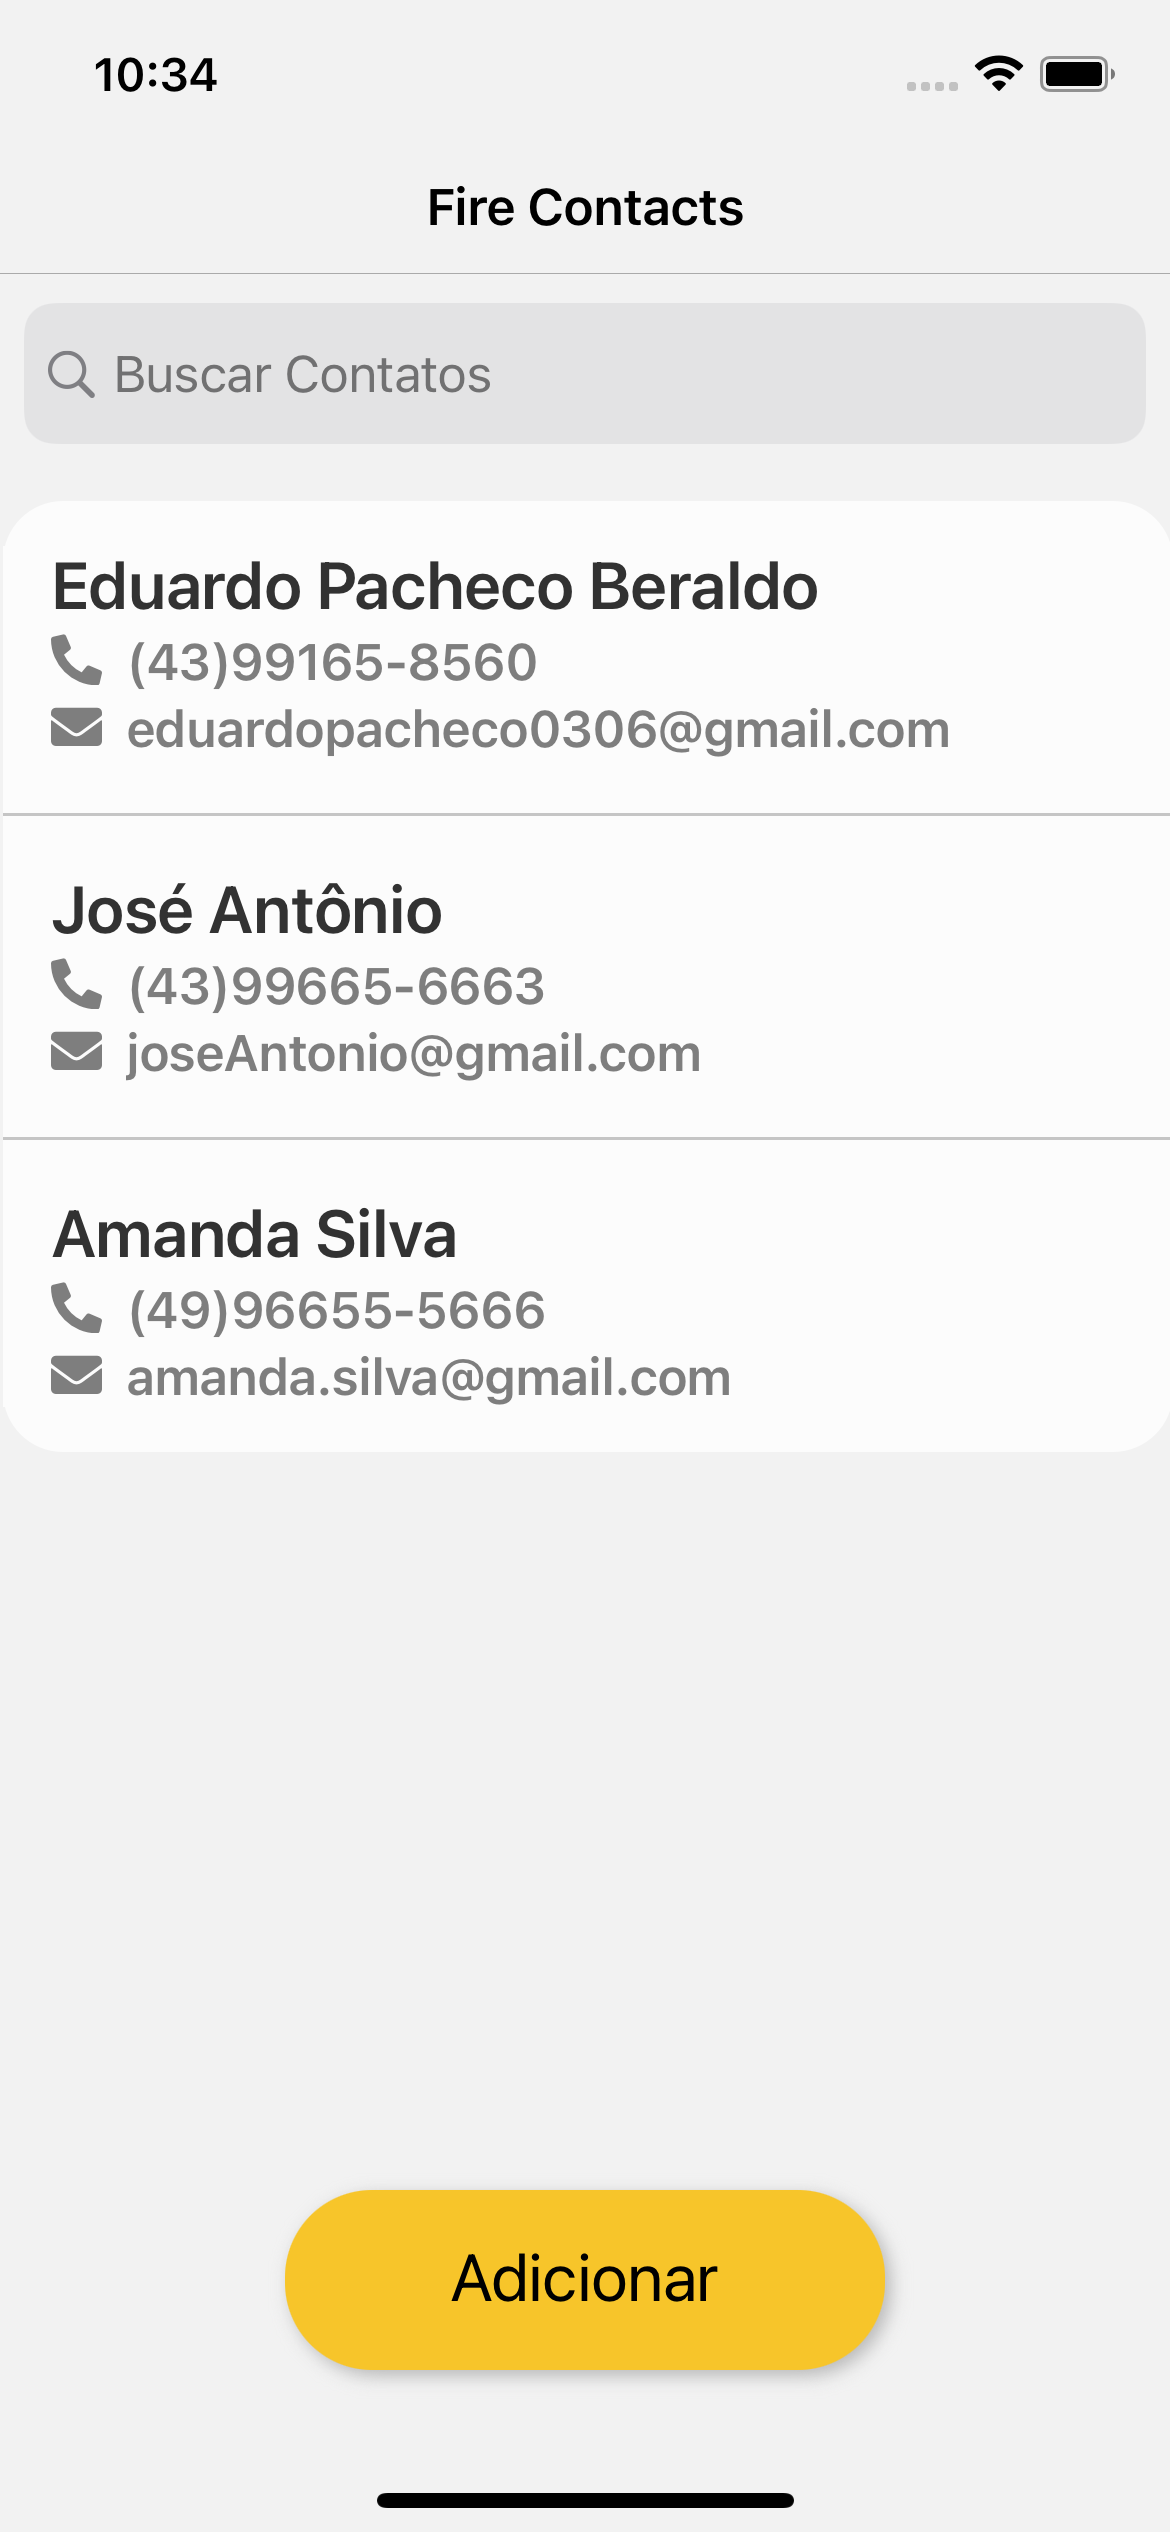 10:34
Fire Contacts
Buscar Contatos
Eduardo Pacheco Beraldo
(43)99165-8560
eduardopacheco0306@gmail.com
José Antônio
(43)99665-6663
joseAntonio@gmail.com
Amanda Silva
(49)96655-5666
amanda.silva@gmail.com
Adicionar